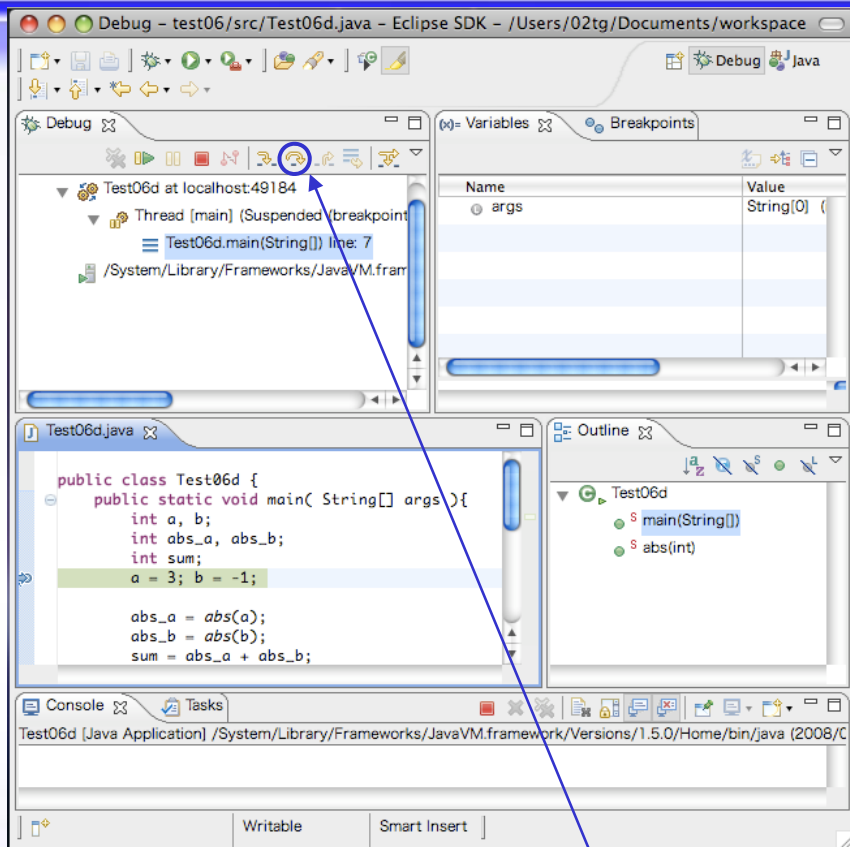 Debug - test06/src/Test06d.java - Eclipse SDK - /Users/02tg/Documents/workspace
Debug
Java
Debug
Test06d at localhost:49184
Thread [main] (Suspended (breakpoint
Test06d.main(String[]) line: 7
/System/Library/Frameworks/JavaVM.fram
(x)= Variables
Breakpoints
Name
Value
args
String[0] (
Test06d.java
public class Test06d {
public static void main( String[] args ){
int a, b;
int abs_a, abs_b;
int sum;
a = 3; b = -1;
abs_a = abs(a);
abs_b = abs(b);
sum = abs_a + abs_b;
Outline
Test06d
S main(String[])
S abs(int)
Console
Tasks
Test06d [Java Application] /System/Library/Frameworks/JavaVM.framework/Versions/1.5.0/Home/bin/java (2008/
Writable
Smart Insert